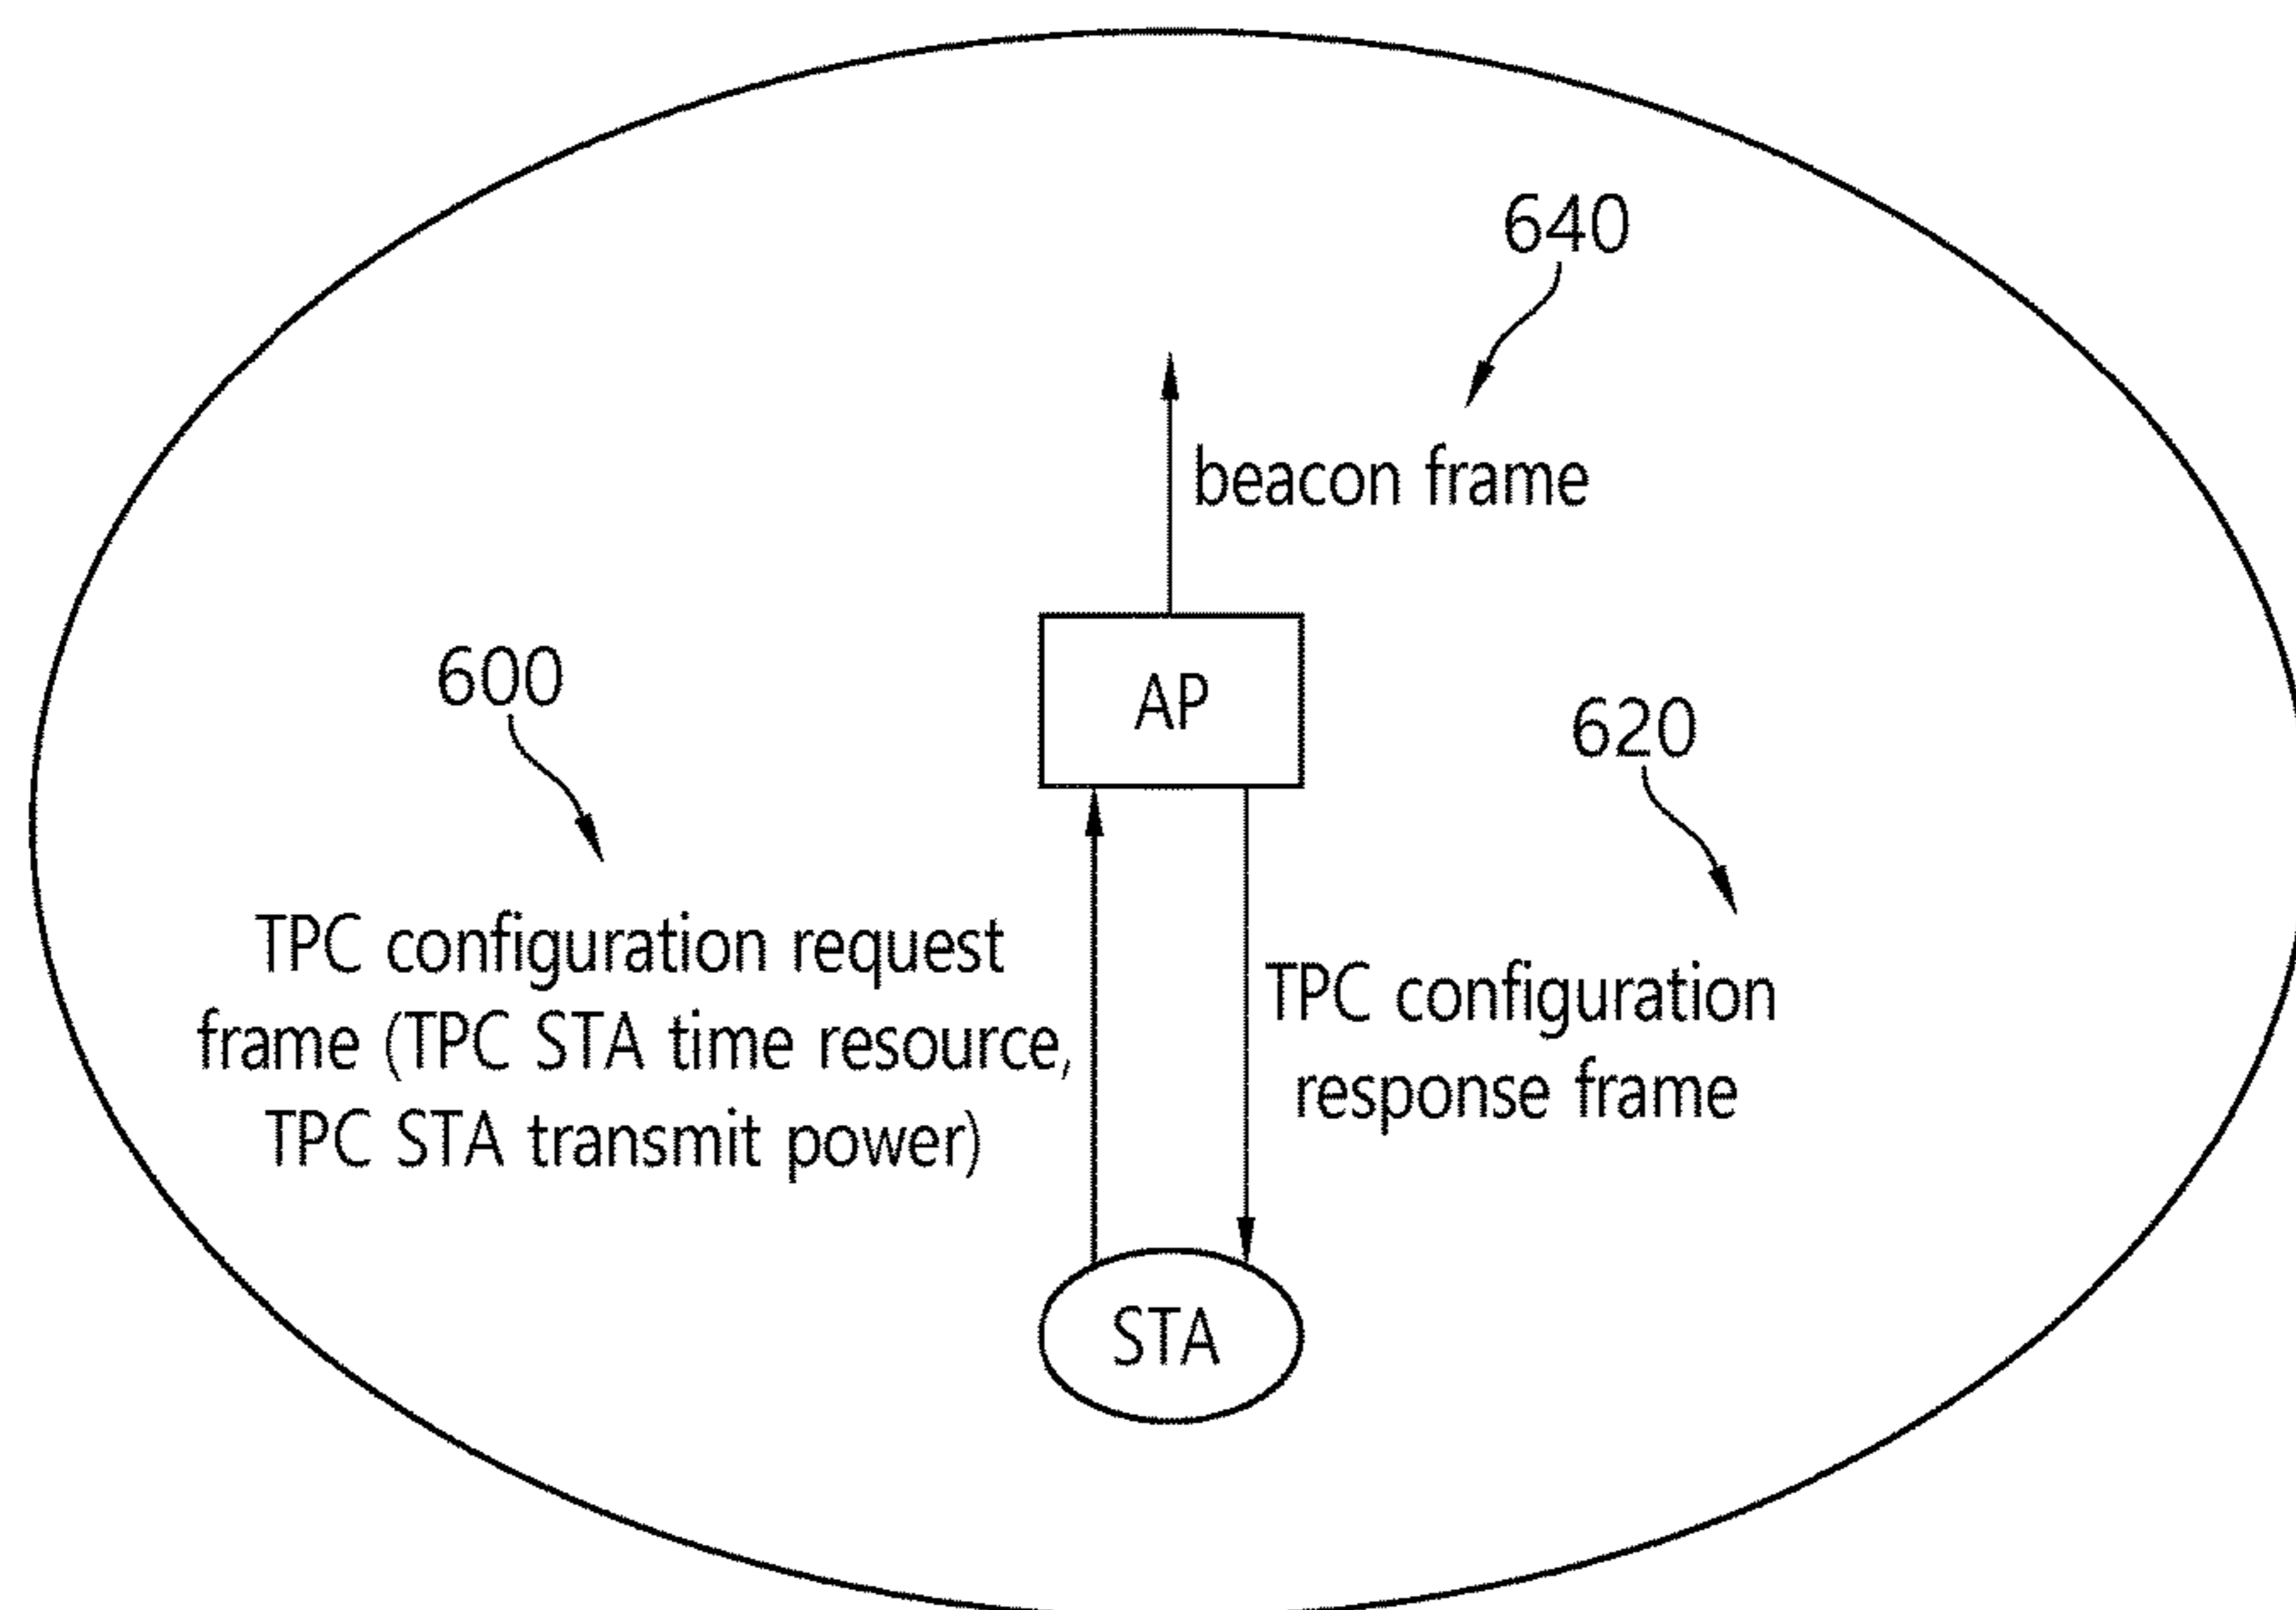 640
beacon frame
AP
600
620
TPC configuration request
frame (TPC STA time resource,
TPC STA transmit power)
TPC configuration
response frame
STA